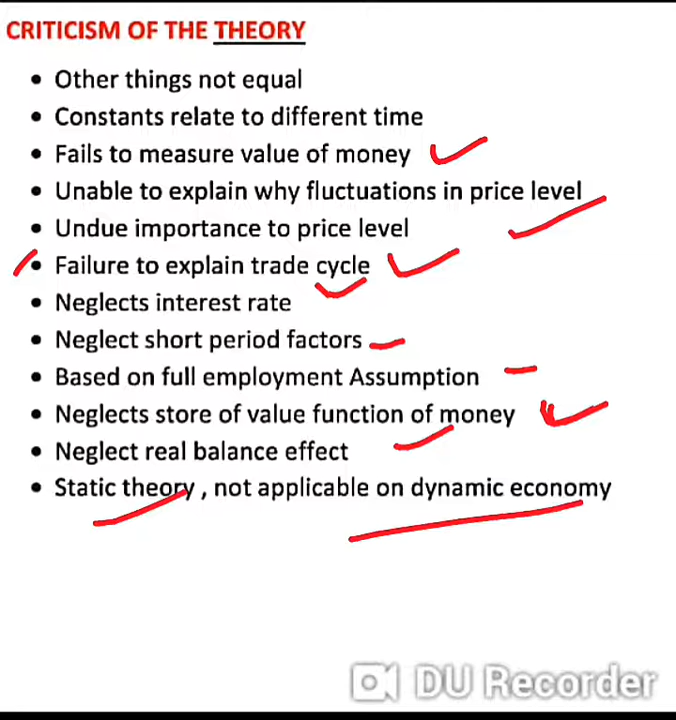 CRITICISM OF THE THEORY
• Other things not equal
• Constants relate to different time
• Fails to measure value of money
• Unable to explain why fluctuations in price level
• Undue importance to price level
• Failure to explain trade cycle
• Neglects interest rate
• Neglect short period factors
• Based on full employment Assumption
• Neglects store of value function of money
• Neglect real balance effect
• Static theory , not applicable on dynamic economy
DU Recorder